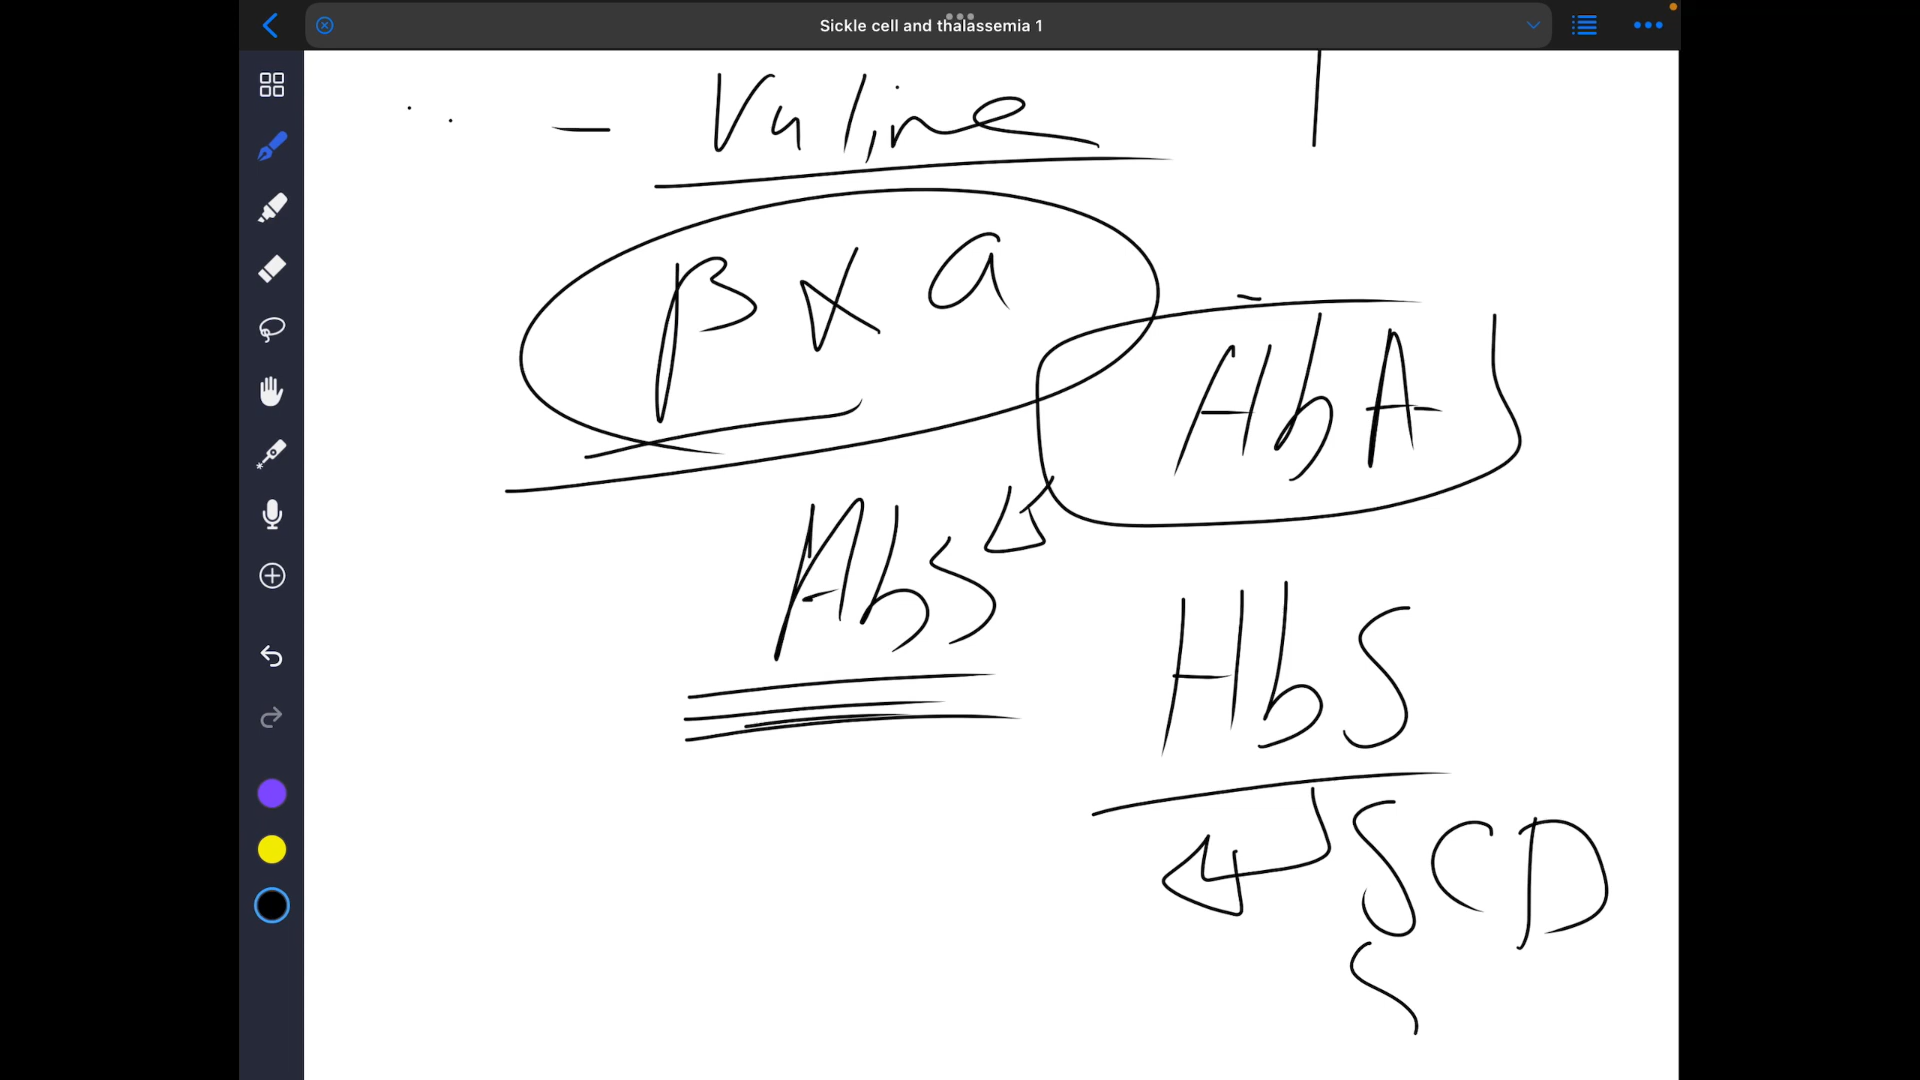 Sickle cell and thalassemia 1
- Valine
β x a
HbA
HbS
HbS
SCD
S